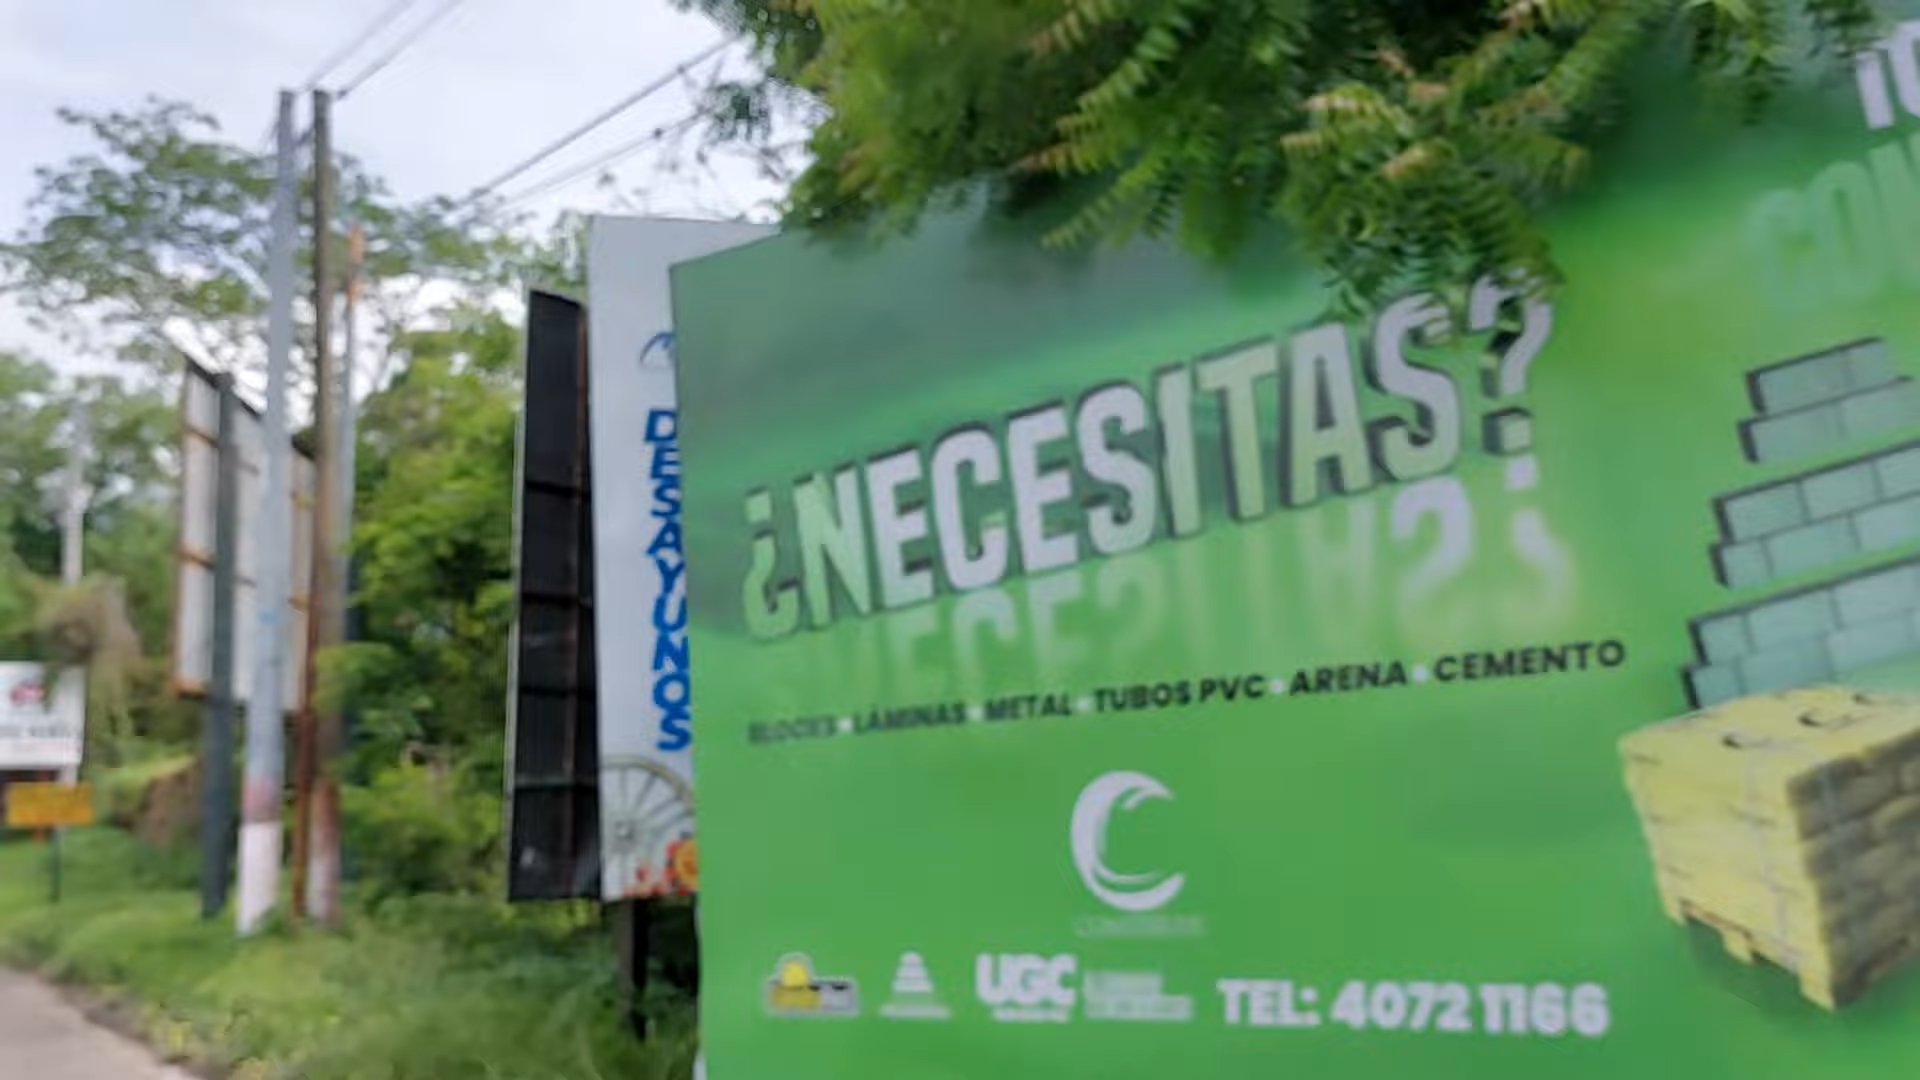 DESAYUNOS
¿NECESITAS?
BLOCKS • LÁMINAS • METAL • TUBOS PVC • ARENA • CEMENTO
UGC
TEL: 4072 1166